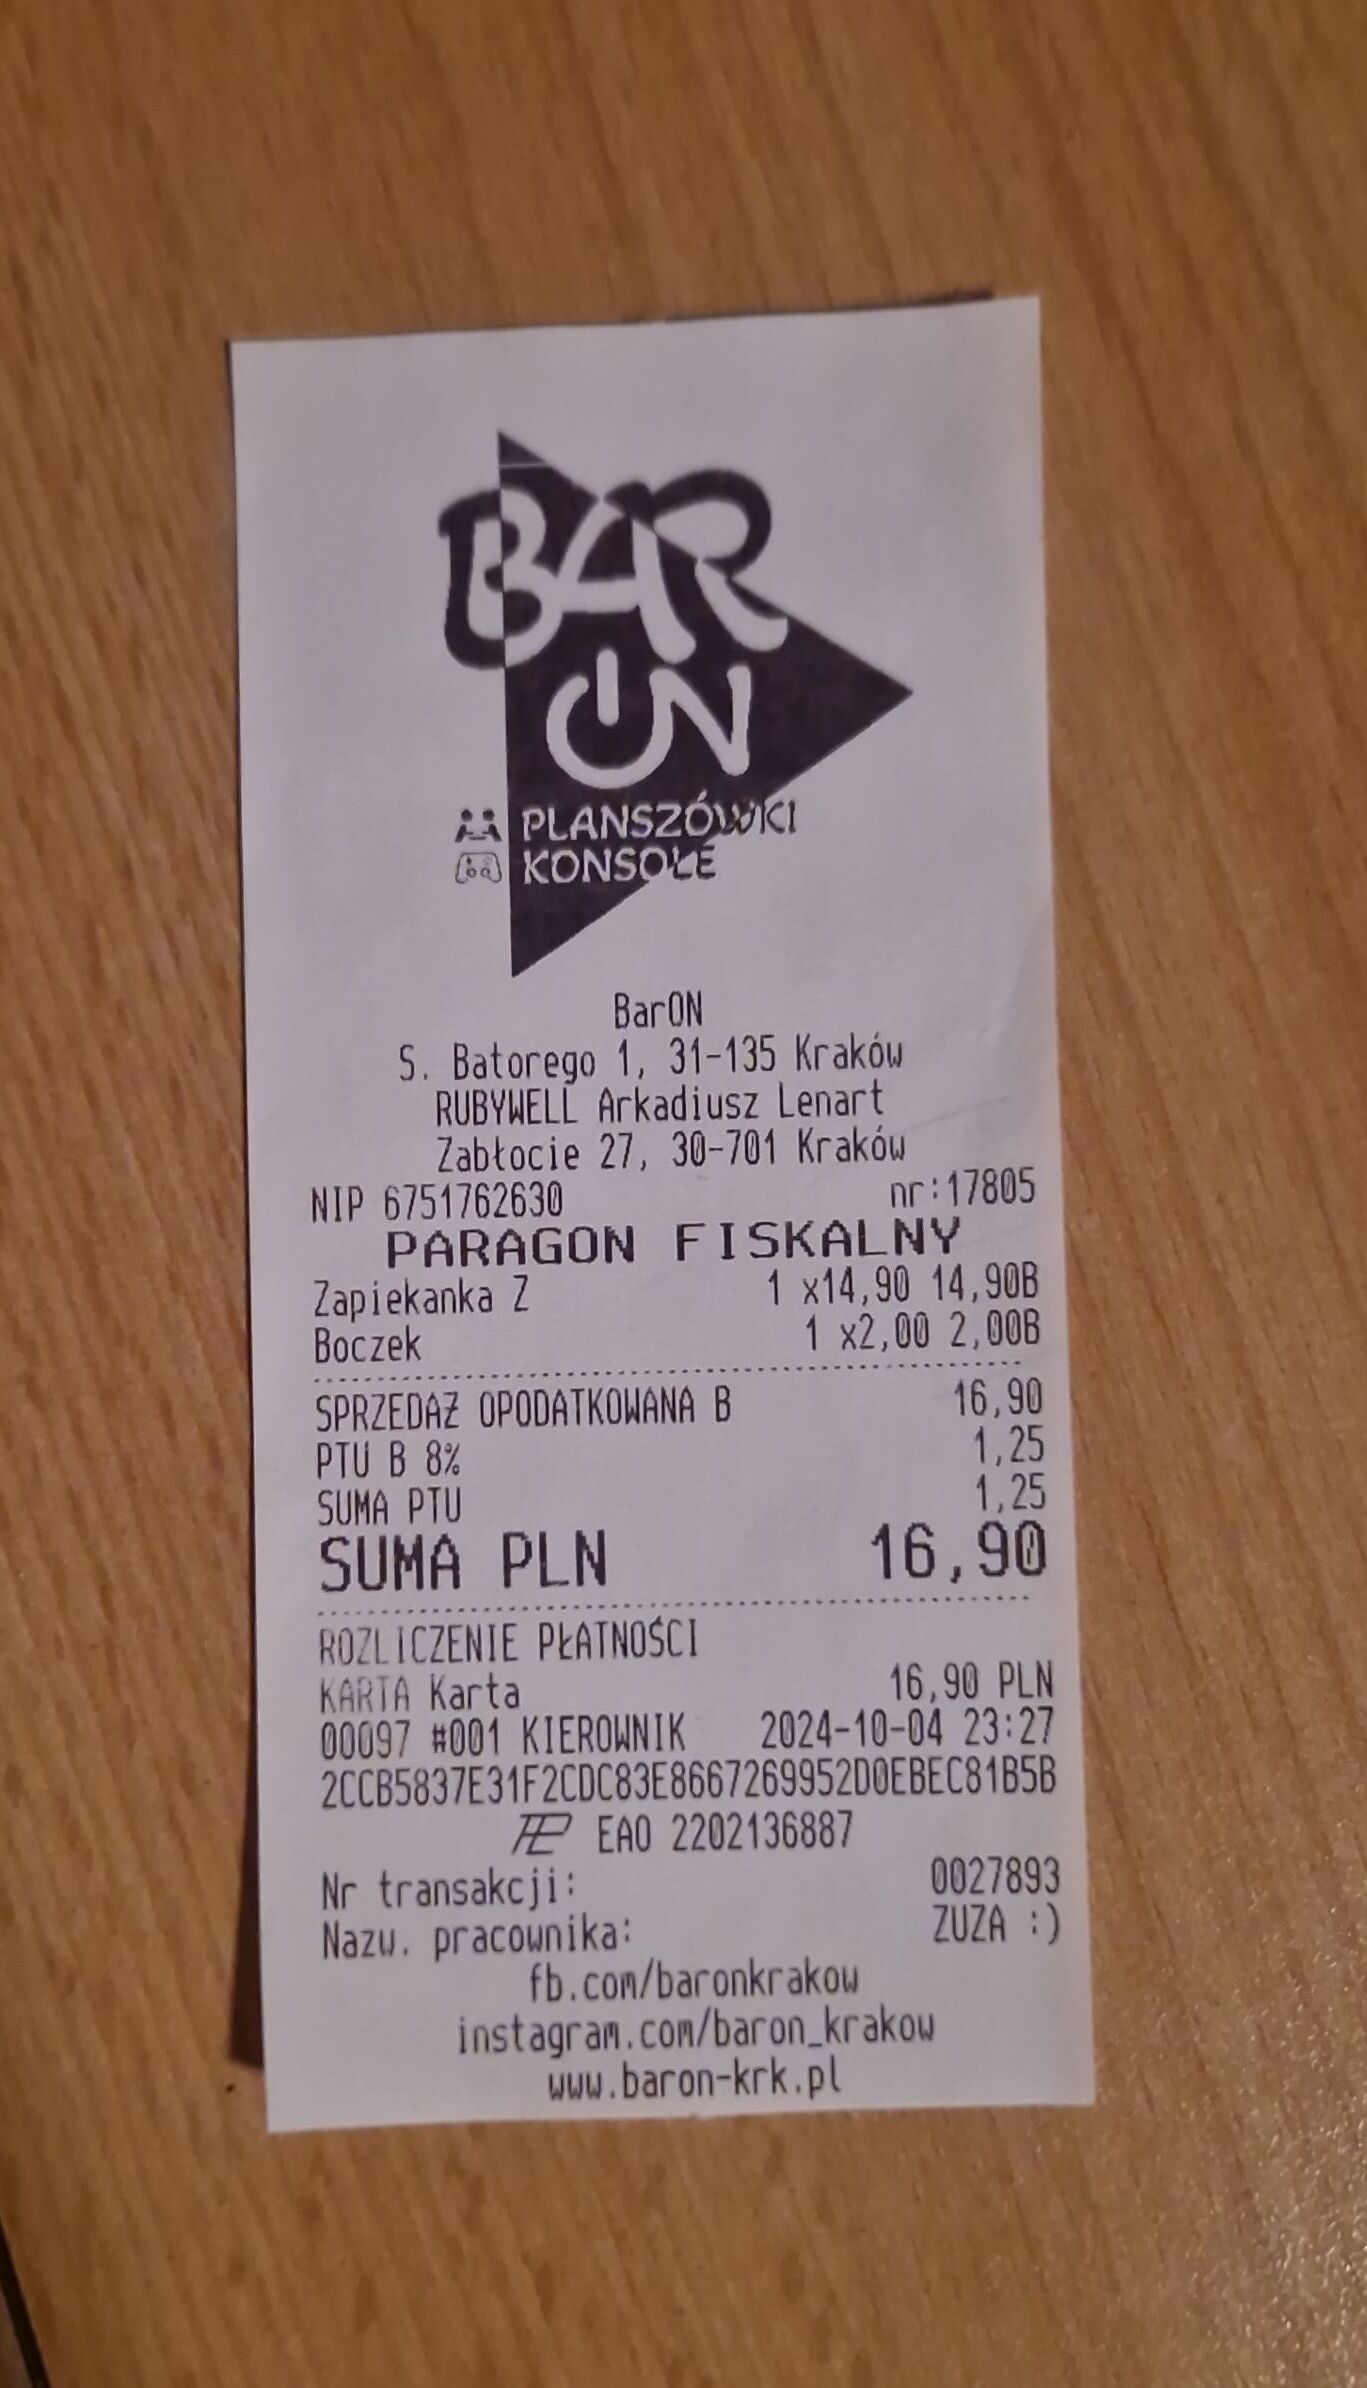 BAR
ON
PLANSZÓWKI
KONSOLE
BarON
S. Batorego 1, 31-135 Kraków
RUBYWELL Arkadiusz Lenart
Zabłocie 27, 30-701 Kraków
NIP 6751762630 nr:17805
PARAGON FISKALNY
Zapiekanka Z 1 x14,90 14,90B
Boczek 1 x2,00 2,00B
SPRZEDAŻ OPODATKOWANA B 16,90
PTU B 8% 1,25
SUMA PTU 1,25
SUMA PLN 16,90
ROZLICZENIE PŁATNOŚCI
KARTA Karta 16,90 PLN
00097 #001 KIEROWNIK 2024-10-04 23:27
2CCB5837E31F2CDC83E8667269952D0EBEC81B5B
EAO 2202136887
Nr transakcji: 0027893
Nazw. pracownika: ZUZA :)
fb.com/baronkrakow
instagram.com/baron_krakow
www.baron-krk.pl